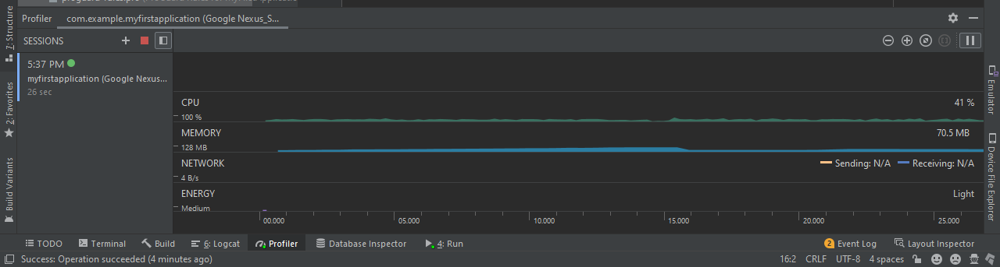 Profiler com.example.myfirstapplication (Google Nexus_S...
SESSIONS
5:37 PM
myfirstapplication (Google Nexus...
26 sec
CPU 41 %
100 %
MEMORY 70.5 MB
128 MB
NETWORK Sending: N/A Receiving: N/A
4 B/s
ENERGY Light
Medium
00.000 05.000 10.000 15.000 20.000 25.000
Z: Structure
2: Favorites
Build Variants
Emulator
Device File Explorer
TODO Terminal Build 6: Logcat Profiler Database Inspector 4: Run 2 Event Log Layout Inspector
Success: Operation succeeded (4 minutes ago) 16:2 CRLF UTF-8 4 spaces